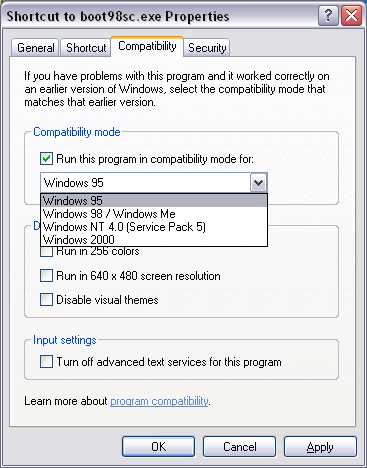 Shortcut to boot98sc.exe Properties
General Shortcut Compatibility Security
If you have problems with this program and it worked correctly on
an earlier version of Windows, select the compatibility mode that
matches that earlier version.
Compatibility mode
Run this program in compatibility mode for:
Windows 95
Windows 95
Windows 98 / Windows Me
Windows NT 4.0 (Service Pack 5)
Windows 2000
D
Run in 256 colors
Run in 640 x 480 screen resolution
Disable visual themes
Input settings
Turn off advanced text services for this program
Learn more about program compatibility.
OK Cancel Apply